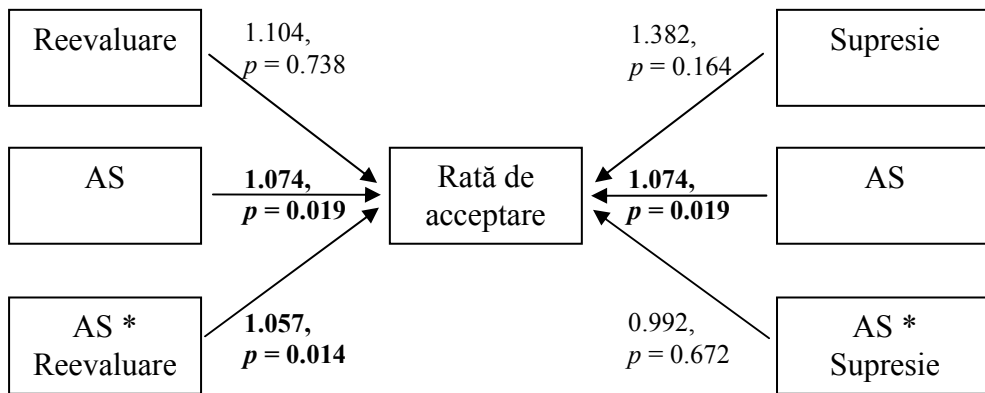 Reevaluare
1.104,
p = 0.738
1.382,
p = 0.164
Supresie
AS
1.074,
p = 0.019
Rată de
acceptare
1.074,
p = 0.019
AS
AS *
Reevaluare
1.057,
p = 0.014
0.992,
p = 0.672
AS *
Supresie